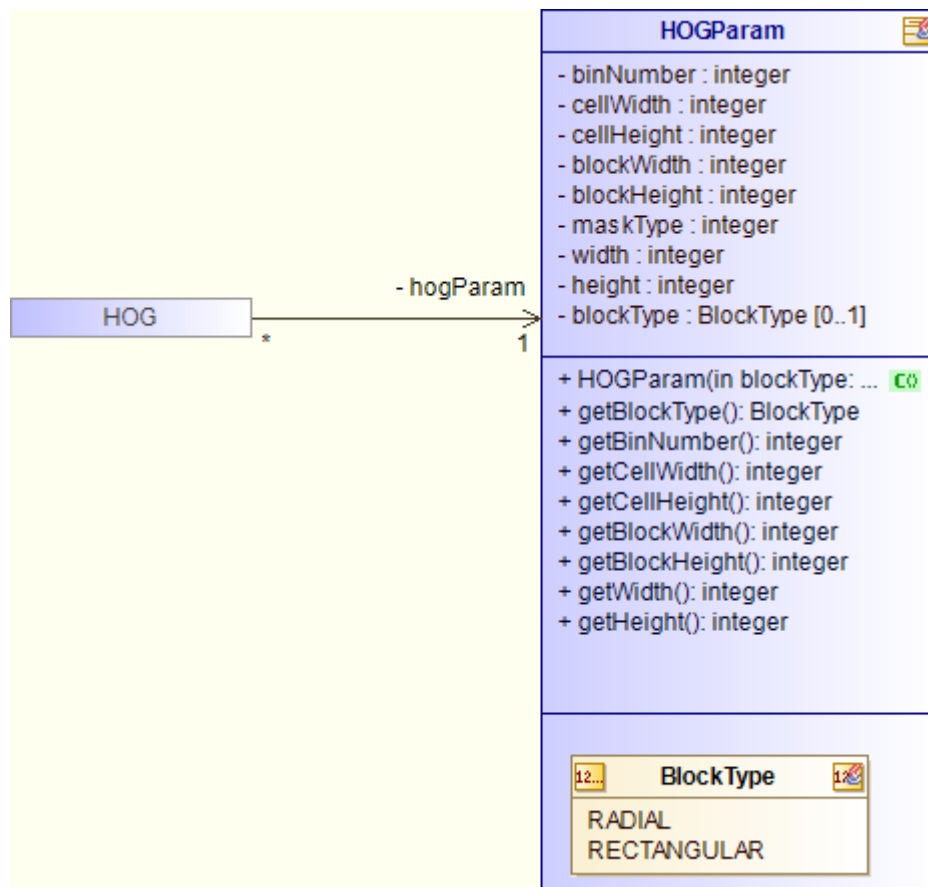 HOGParam
- binNumber : integer
- cellWidth : integer
- cellHeight : integer
- blockWidth : integer
- blockHeight : integer
- maskType : integer
- width : integer
- height : integer
- blockType : BlockType [0..1]
- hogParam
HOG
*
1
+ HOGParam(in blockType: ... C()
+ getBlockType(): BlockType
+ getBinNumber(): integer
+ getCellWidth(): integer
+ getCellHeight(): integer
+ getBlockWidth(): integer
+ getBlockHeight(): integer
+ getWidth(): integer
+ getHeight(): integer
12... BlockType
RADIAL
RECTANGULAR